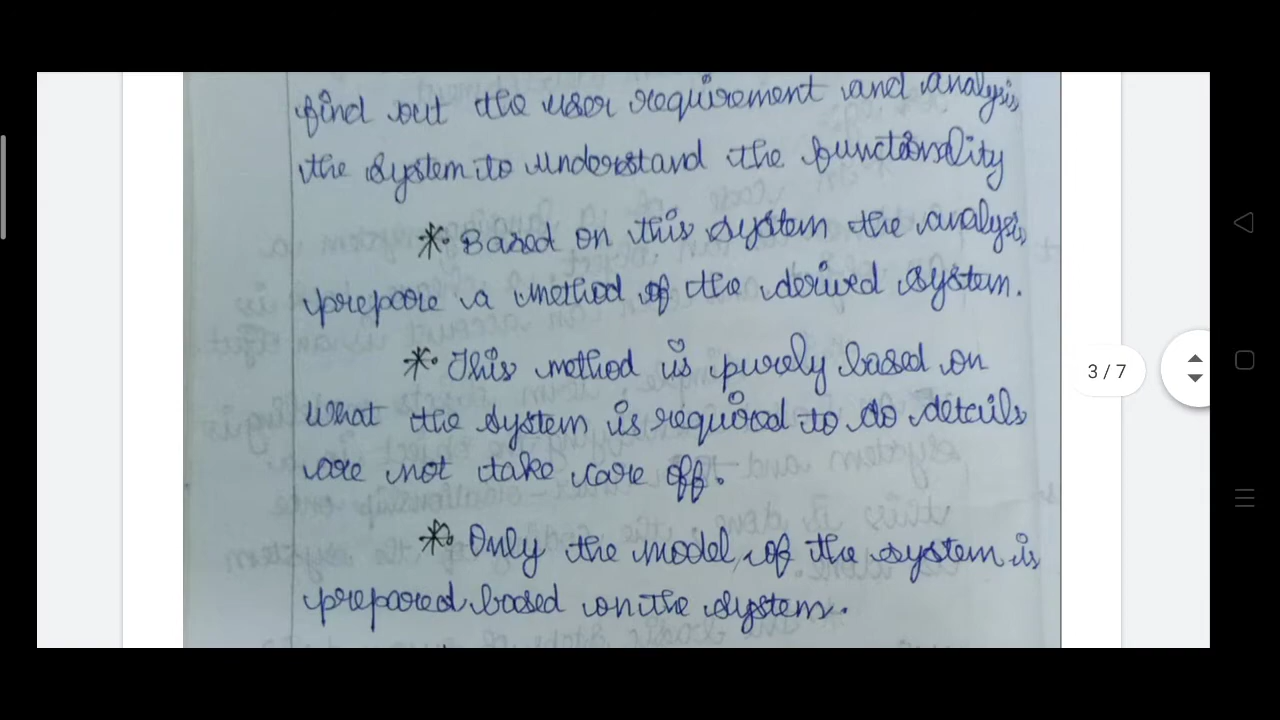 find out the user requirement and analysis
the system to understand the functionality
*. Based on this system the analysis
prepare a method of the derived system.
*. This method is purely based on
what the system is required to do details
are not take care off.
*. Only the model of the system is
prepared based on the system.
3 / 7